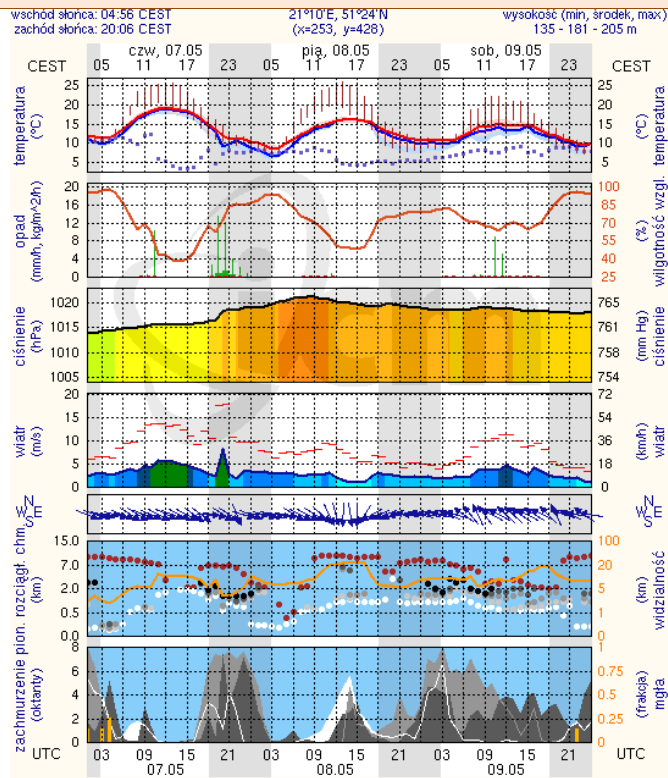 wschód słońca: 04:56 CEST 21°10'E, 51°24'N wysokość (min, środek, max)
zachód słońca: 20:06 CEST (x=253, y=428) 135 - 181 - 205 m
czw, 07.05 pią, 08.05 sob, 09.05
CEST 05 11 17 23 05 11 17 23 05 11 17 23 CEST
temperatura (°C)
25 25
20 20
15 15
10 10
5 5
temperatura (°C)
opad (mm/h, kg/m^2/h)
20 100
16 85
12 70
8 55
4 40
0 25
wilgotność wzgl. (%)
ciśnienie (hPa)
1020 765
1015 761
1010 758
1005 754
ciśnienie (mm Hg)
wiatr (m/s)
20 72
15 54
10 36
5 18
0 0
wiatr (km/h)
N W E S
N W E S
pion. rozciągł. chm. (km)
15.0 100
7.0 20
2.0 5
0.5 1
0.0 0
widzialność (km)
zachmurzenie (oktanty)
8 1
6 0.75
4 0.5
2 0.25
0 0
mgła (frakcja)
UTC 03 09 15 21 03 09 15 21 03 09 15 21 UTC
07.05 08.05 09.05